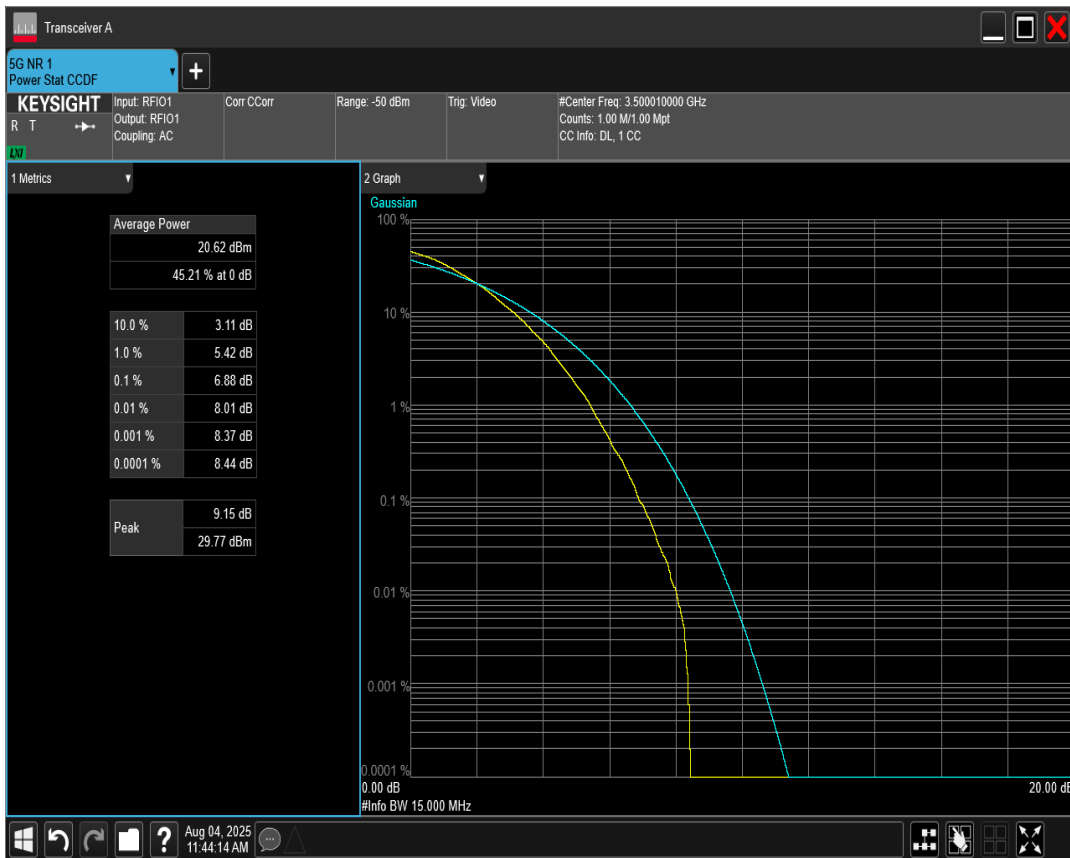 Transceiver A
5G NR 1
Power Stat CCDF
KEYSIGHT
R T
LXI
Input: RFIO1
Output: RFIO1
Coupling: AC
Corr CCorr
Range: -50 dBm
Trig: Video
#Center Freq: 3.500010000 GHz
Counts: 1.00 M/1.00 Mpt
CC Info: DL, 1 CC
1 Metrics
Average Power
20.62 dBm
45.21 % at 0 dB
10.0 % 3.11 dB
1.0 % 5.42 dB
0.1 % 6.88 dB
0.01 % 8.01 dB
0.001 % 8.37 dB
0.0001 % 8.44 dB
Peak
9.15 dB
29.77 dBm
2 Graph
Gaussian
100 %
10 %
1 %
0.1 %
0.01 %
0.001 %
0.0001 %
0.00 dB
20.00 dB
#Info BW 15.000 MHz
?
Aug 04, 2025
11:44:14 AM